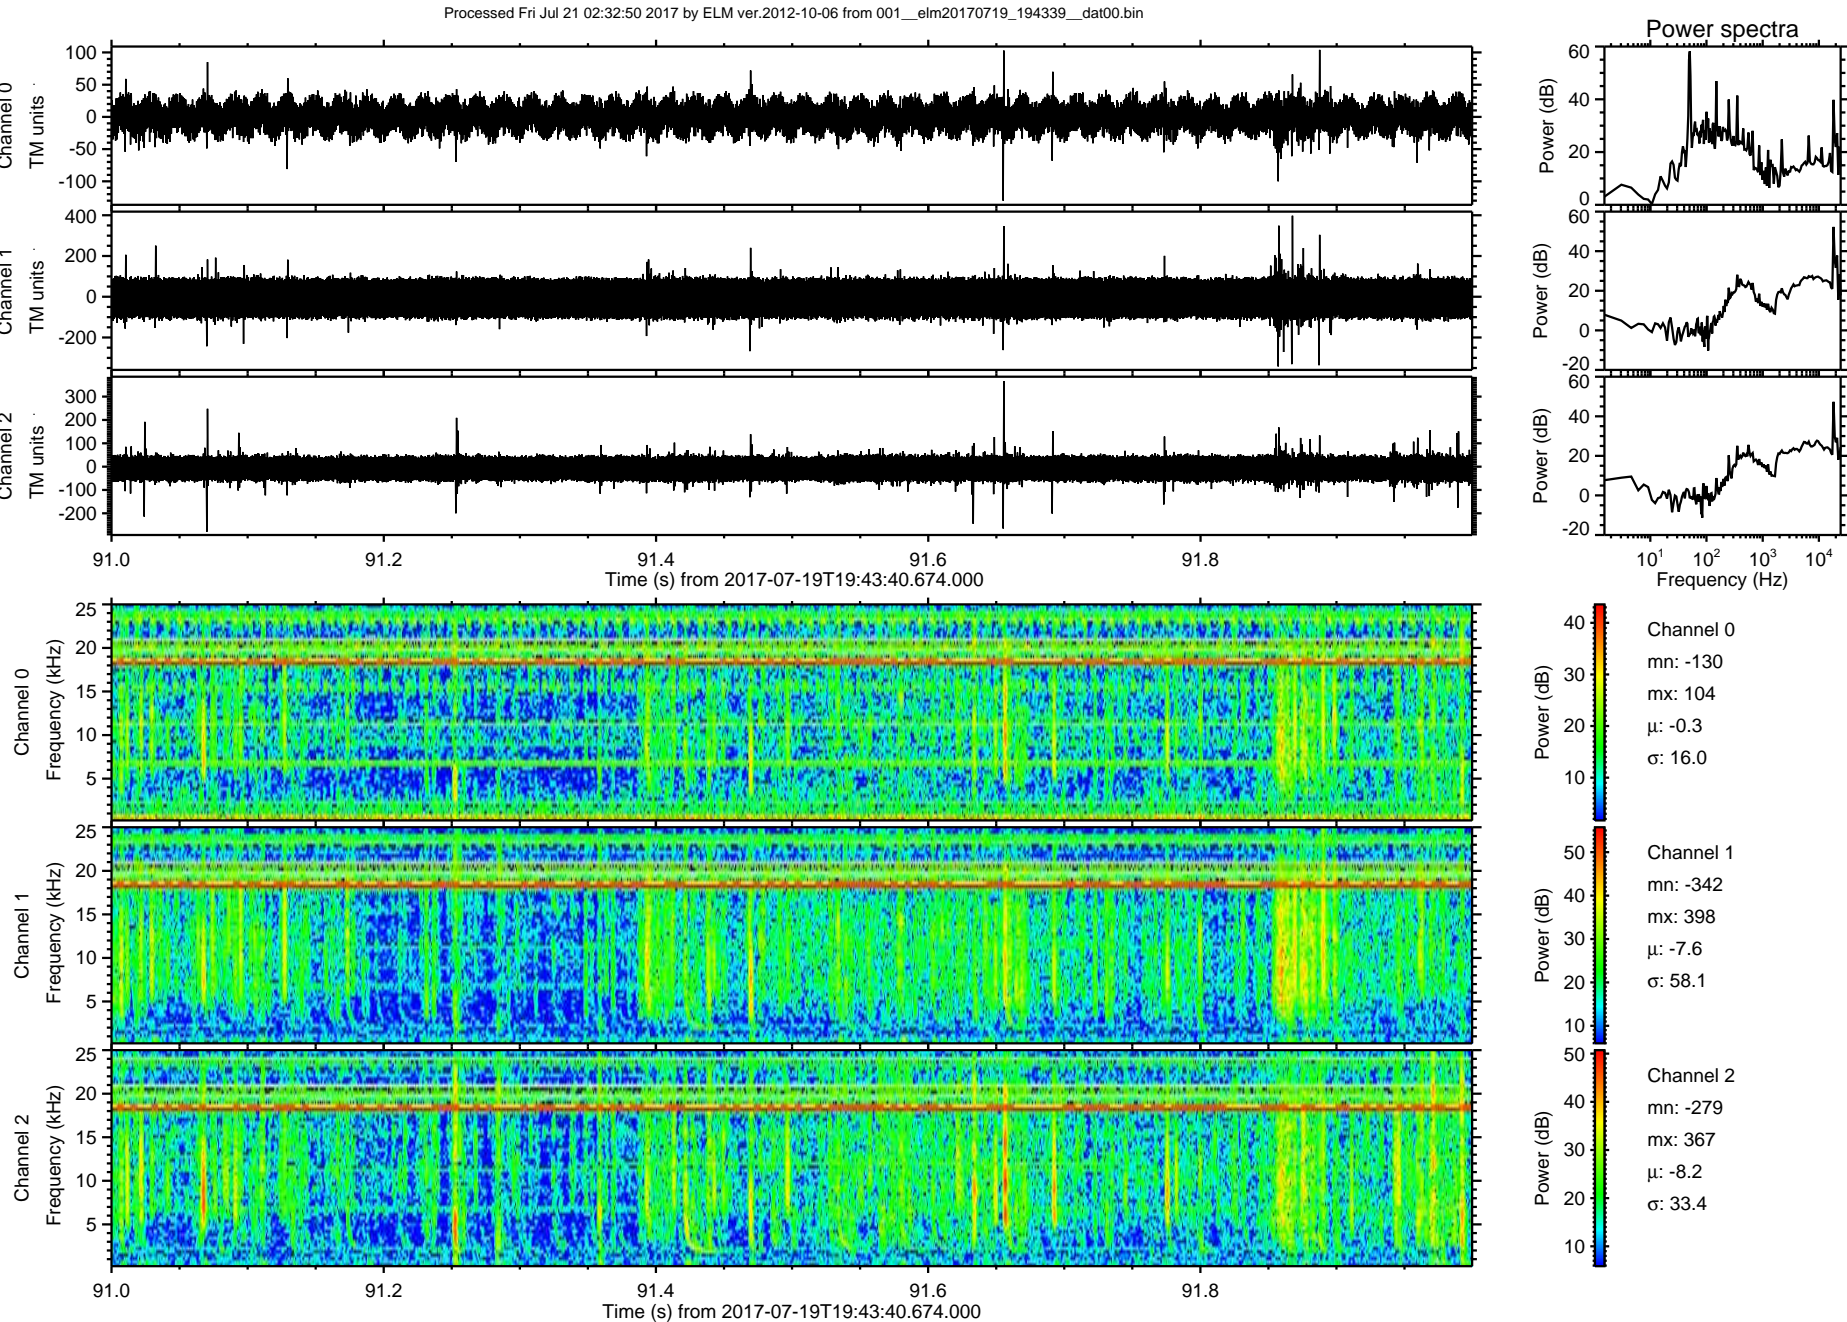 Processed Fri Jul 21 02:32:50 2017 by ELM ver.2012-10-06 from 001__elm20170719_194339__dat00.bin
Power spectra
Channel 0
TM units
100
50
0
-50
-100
Power (dB)
60
40
20
0
Channel 1
TM units
400
200
0
-200
Power (dB)
60
40
20
0
-20
Channel 2
TM units
300
200
100
0
-100
-200
Power (dB)
60
40
20
0
-20
91.0 91.2 91.4 91.6 91.8
Time (s) from 2017-07-19T19:43:40.674.000
10^1 10^2 10^3 10^4
Frequency (Hz)
Channel 0
Frequency (kHz)
25
20
15
10
5
Power (dB)
40
30
20
10
Channel 0
mn: -130
mx: 104
μ: -0.3
σ: 16.0
Channel 1
Frequency (kHz)
25
20
15
10
5
Power (dB)
50
40
30
20
10
Channel 1
mn: -342
mx: 398
μ: -7.6
σ: 58.1
Channel 2
Frequency (kHz)
25
20
15
10
5
Power (dB)
50
40
30
20
10
Channel 2
mn: -279
mx: 367
μ: -8.2
σ: 33.4
91.0 91.2 91.4 91.6 91.8
Time (s) from 2017-07-19T19:43:40.674.000